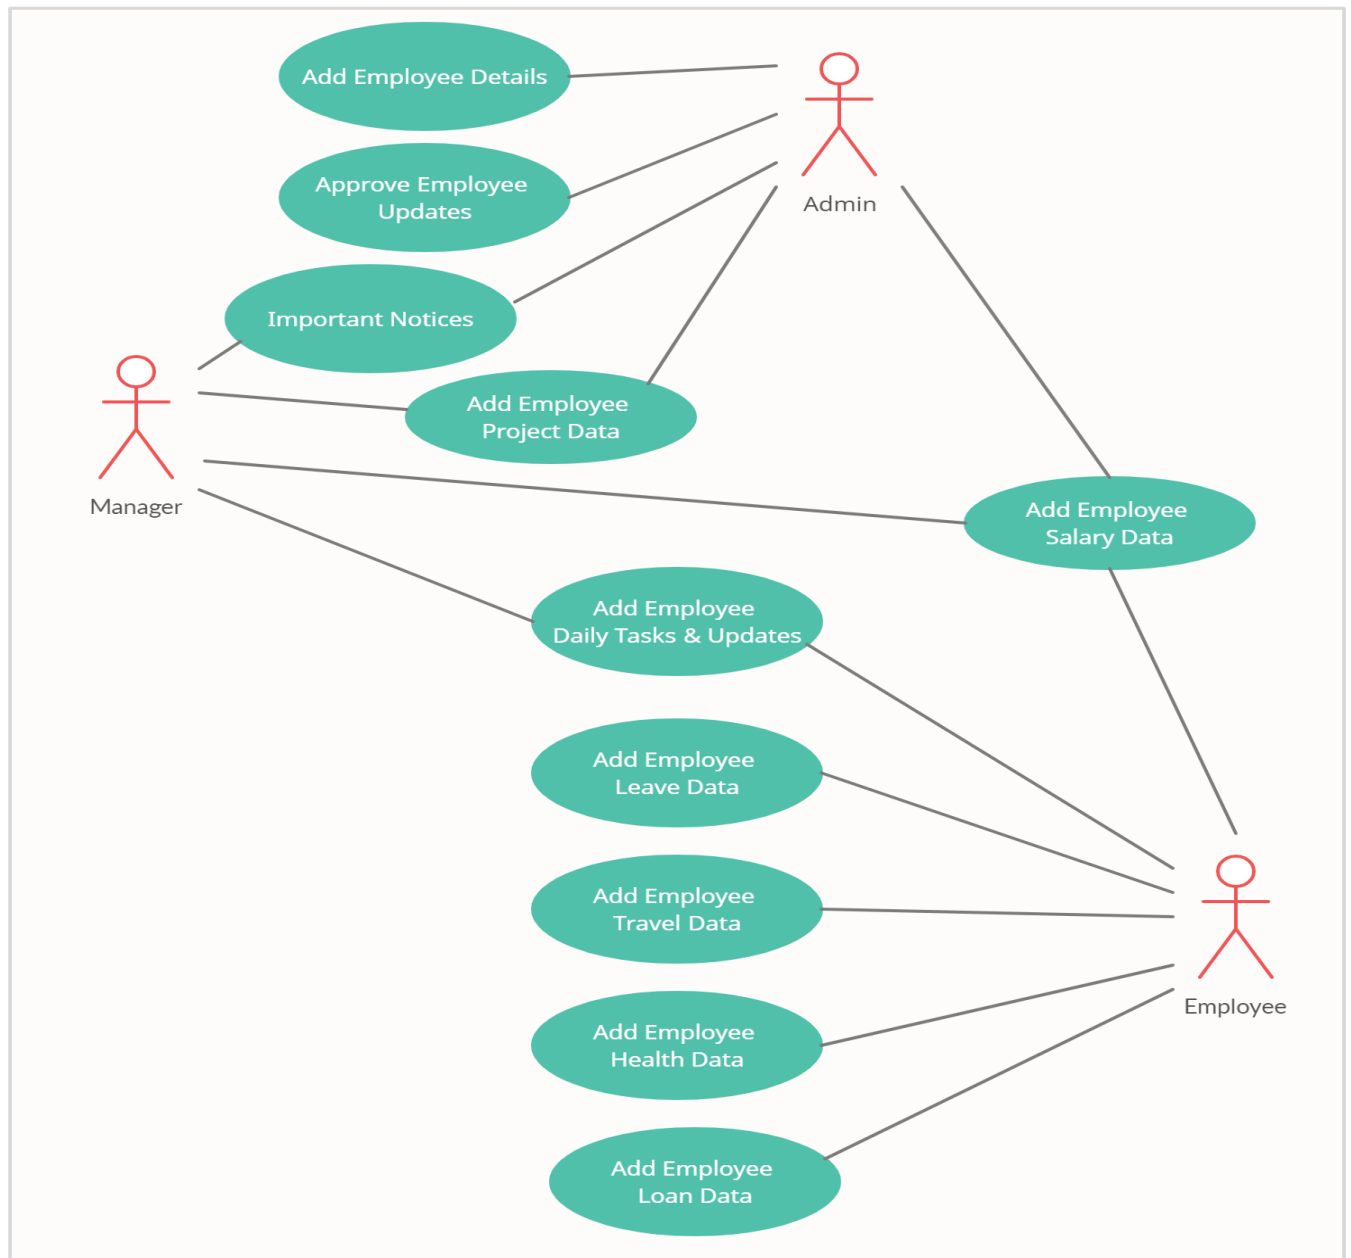 Add Employee Details
Admin
Approve Employee
Updates
Important Notices
Manager
Add Employee
Project Data
Add Employee
Salary Data
Add Employee
Daily Tasks & Updates
Add Employee
Leave Data
Add Employee
Travel Data
Employee
Add Employee
Health Data
Add Employee
Loan Data